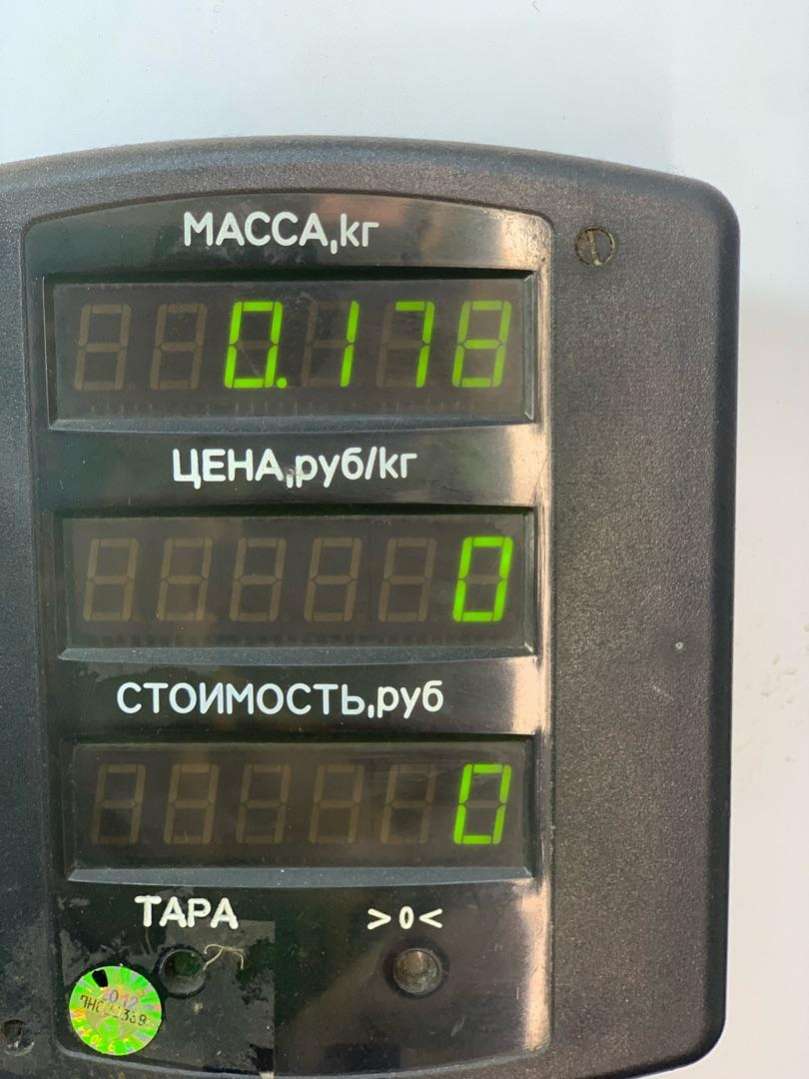 МАССА,кг
0.178
ЦЕНА,руб/кг
0
СТОИМОСТЬ,руб
0
ТАРА >0<